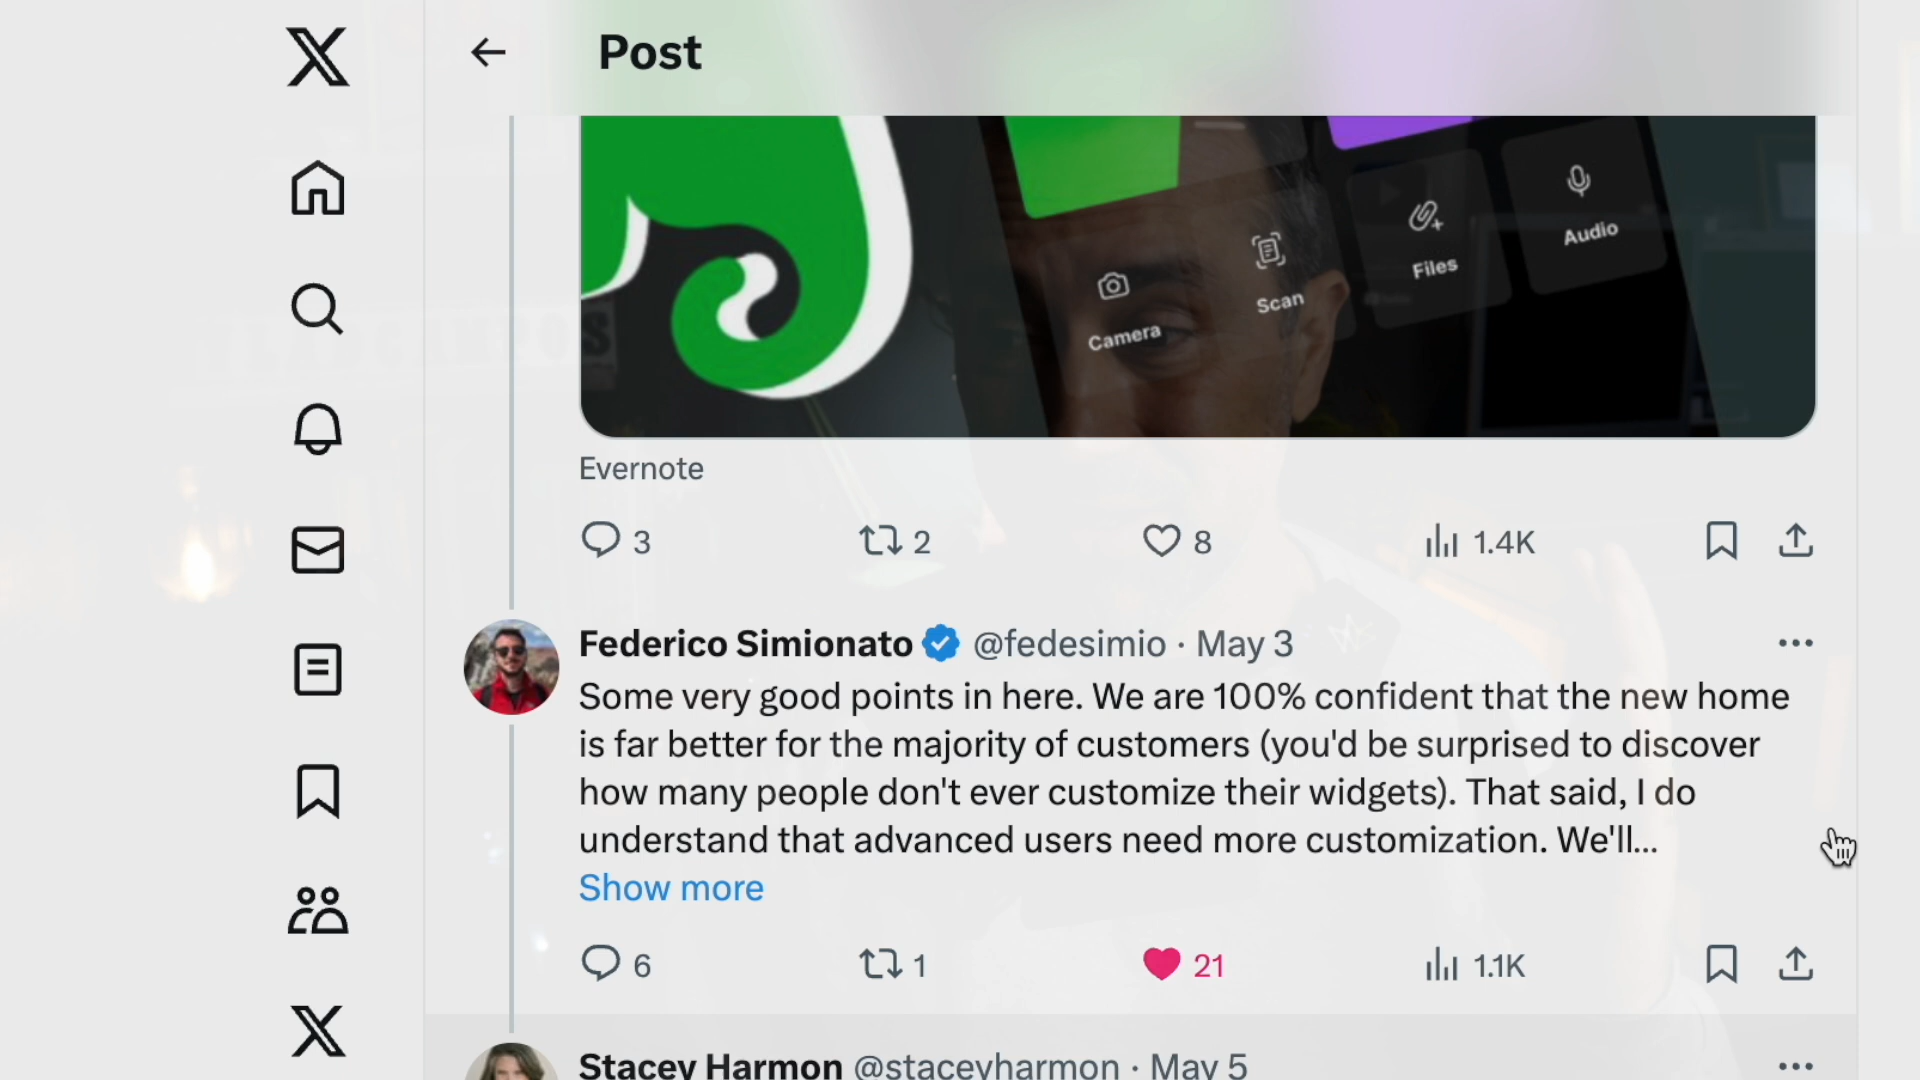 Post
Camera
Scan
Files
Audio
Evernote
3
2
8
1.4K
Federico Simionato @fedesimio · May 3
Some very good points in here. We are 100% confident that the new home
is far better for the majority of customers (you'd be surprised to discover
how many people don't ever customize their widgets). That said, I do
understand that advanced users need more customization. We'll...
Show more
6
1
21
1.1K
Stacey Harmon @staceyharmon · May 5